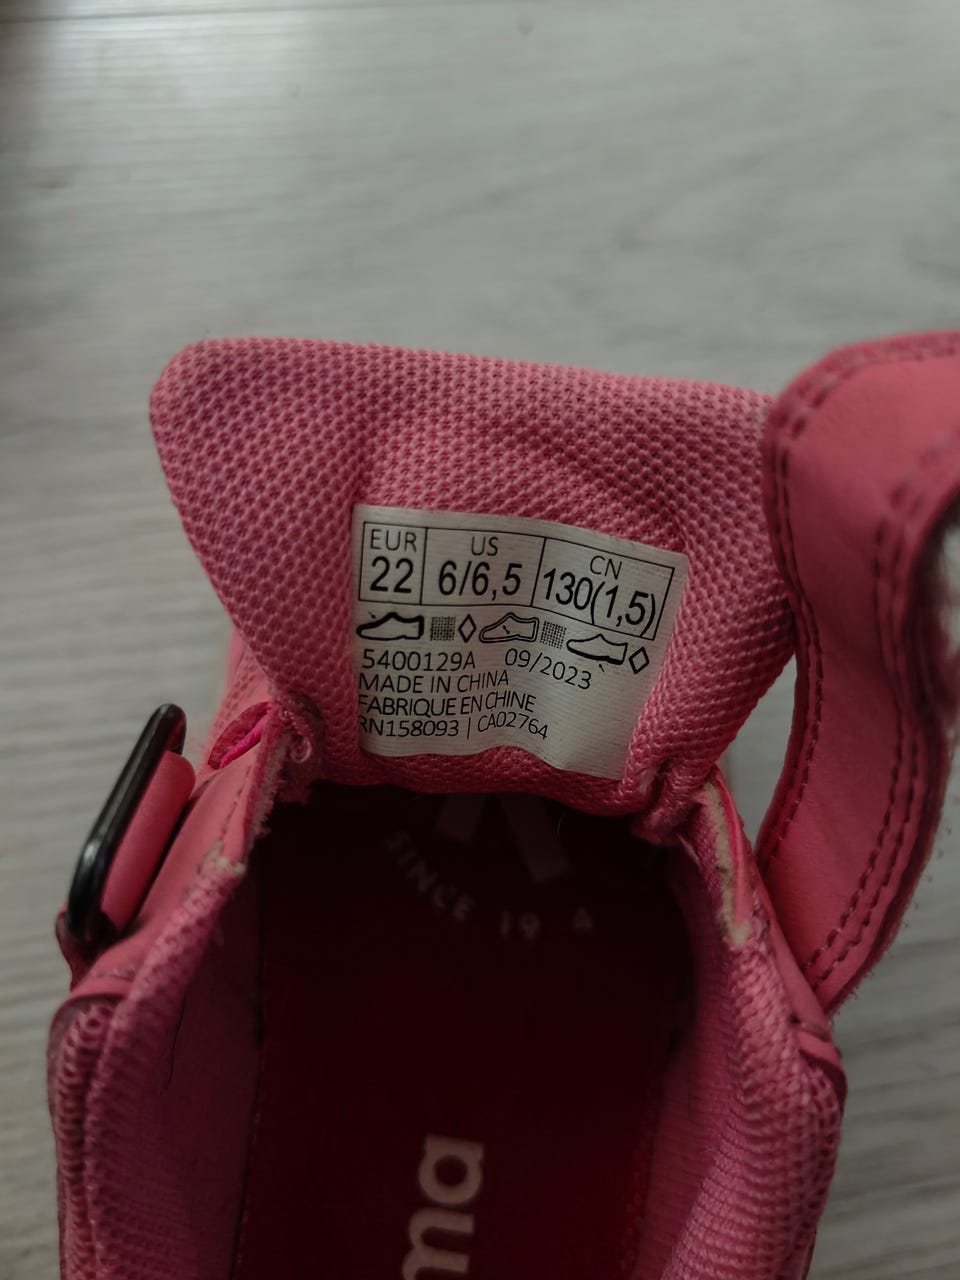 EUR US CN
22 6/6,5 130(1,5)
5400129A 09/2023
MADE IN CHINA
FABRIQUE EN CHINE
RN158093 | CA02764
SINCE 19
ma